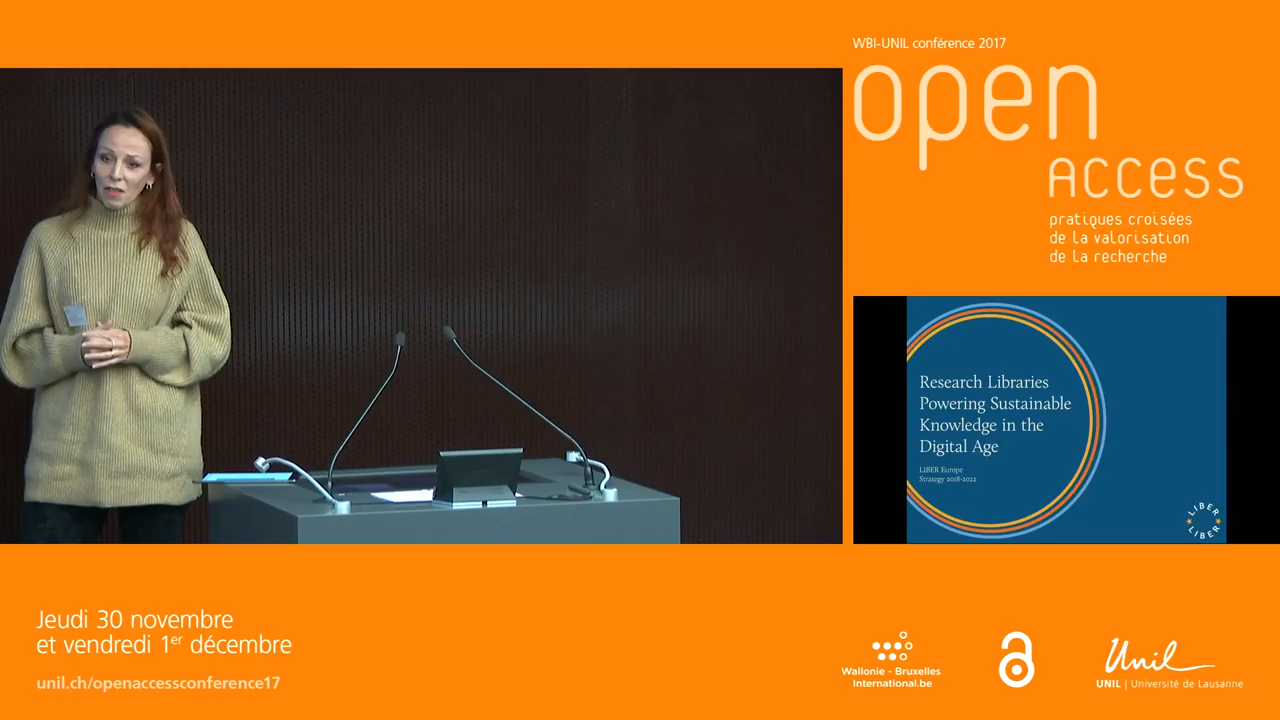 WBI-UNIL conférence 2017
open
access
pratiques croisées
de la valorisation
de la recherche
Research Libraries
Powering Sustainable
Knowledge in the
Digital Age
LIBER Europe
Strategy 2018-2022
LIBER
LIBER
Jeudi 30 novembre
et vendredi 1er décembre
unil.ch/openaccessconference17
Wallonie - Bruxelles
International.be
Unil
UNIL | Université de Lausanne